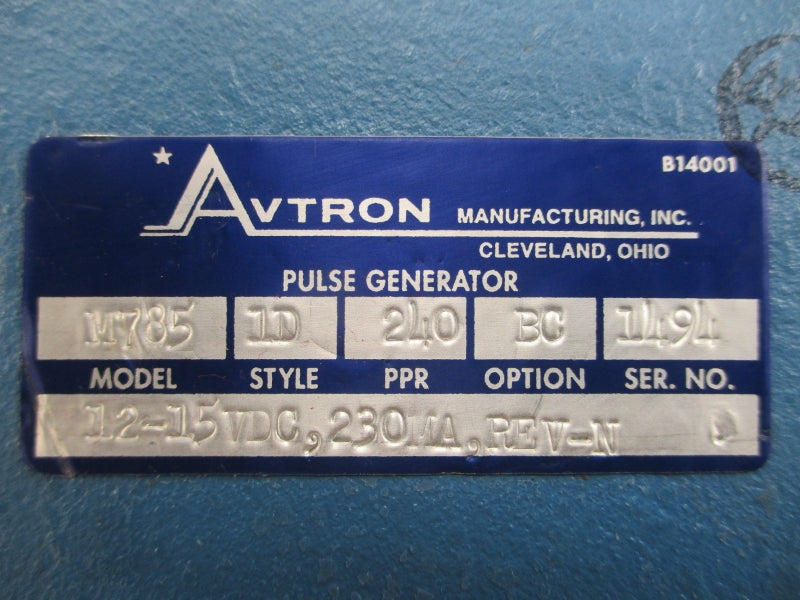 B14001
AVTRON MANUFACTURING, INC.
CLEVELAND, OHIO
PULSE GENERATOR
M785 1D 240 BC 1494
MODEL STYLE PPR OPTION SER. NO.
12-15VDC, 230MA, REV-N